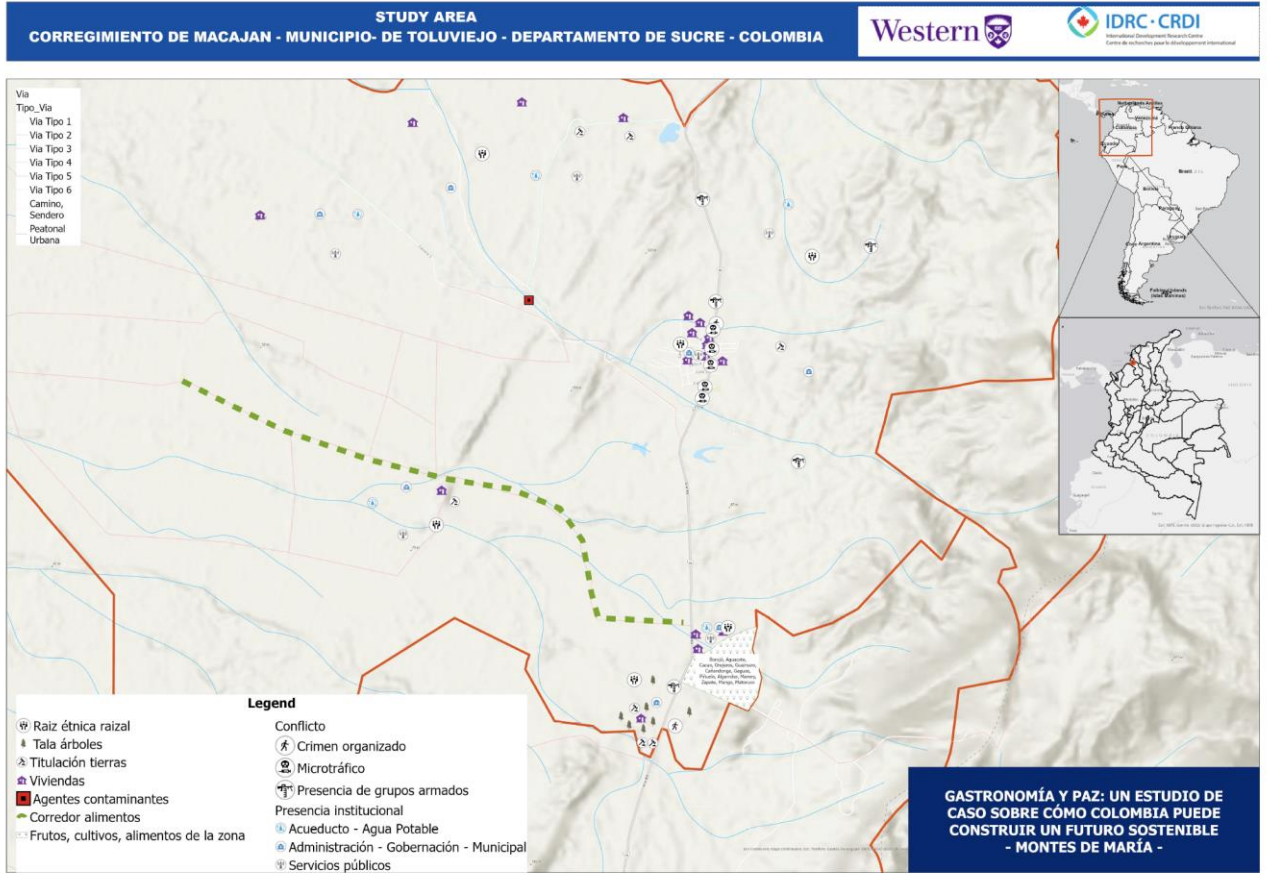 STUDY AREA
CORREGIMIENTO DE MACAJAN - MUNICIPIO- DE TOLUVIEJO - DEPARTAMENTO DE SUCRE - COLOMBIA
Western
IDRC · CRDI
International Development Research Centre
Centre de recherches pour le développement international
Via
Tipo_Via
Via Tipo 1
Via Tipo 2
Via Tipo 3
Via Tipo 4
Via Tipo 5
Via Tipo 6
Camino,
Sendero
Peatonal
Urbana
Colombia
Ecuador
Perú
Brasil
Legend
Raiz étnica raizal
Tala árboles
Titulación tierras
Viviendas
Agentes contaminantes
Corredor alimentos
Frutos, cultivos, alimentos de la zona
Conflicto
Crimen organizado
Microtráfico
Presencia de grupos armados
Presencia institucional
Acueducto - Agua Potable
Administración - Gobernación - Municipal
Servicios públicos
GASTRONOMÍA Y PAZ: UN ESTUDIO DE
CASO SOBRE CÓMO COLOMBIA PUEDE
CONSTRUIR UN FUTURO SOSTENIBLE
- MONTES DE MARÍA -